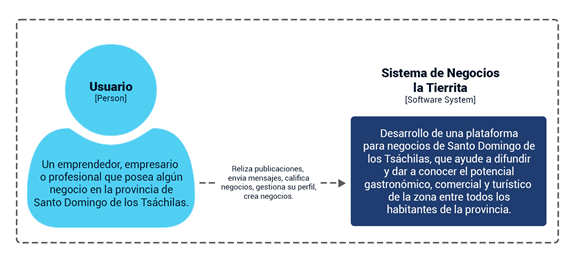 Usuario
[Person]
Un emprendedor, empresario
o profesional que posea algún
negocio en la provincia de
Santo Domingo de los Tsáchilas.
Reliza publicaciones,
envía mensajes, califica
negocios, gestiona su perfil,
crea negocios.
Sistema de Negocios
la Tierrita
[Software System]
Desarrollo de una plataforma
para negocios de Santo Domingo de
los Tsáchilas, que ayude a difundir
y dar a conocer el potencial
gastronómico, comercial y turístico
de la zona entre todos los
habitantes de la provincia.